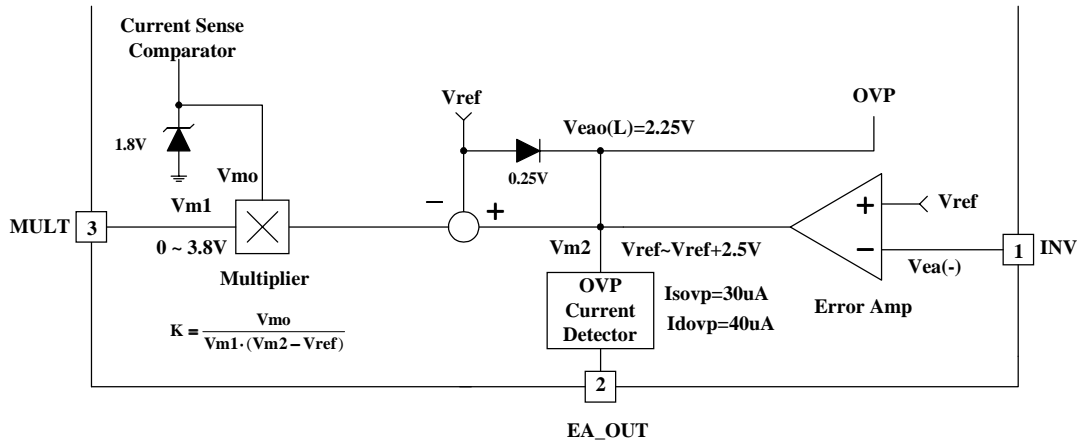 Current Sense
Comparator
Vref
OVP
Veao(L)=2.25V
1.8V
Vmo
0.25V
−
+
+
Vref
MULT
3
Vm1
0 ~ 3.8V
Multiplier
Vm2
Vref~Vref+2.5V
−
Vea(-)
1
INV
OVP
Current
Detector
Isovp=30uA
Idovp=40uA
Error Amp
K = Vmo / Vm1·(Vm2−Vref)
2
EA_OUT